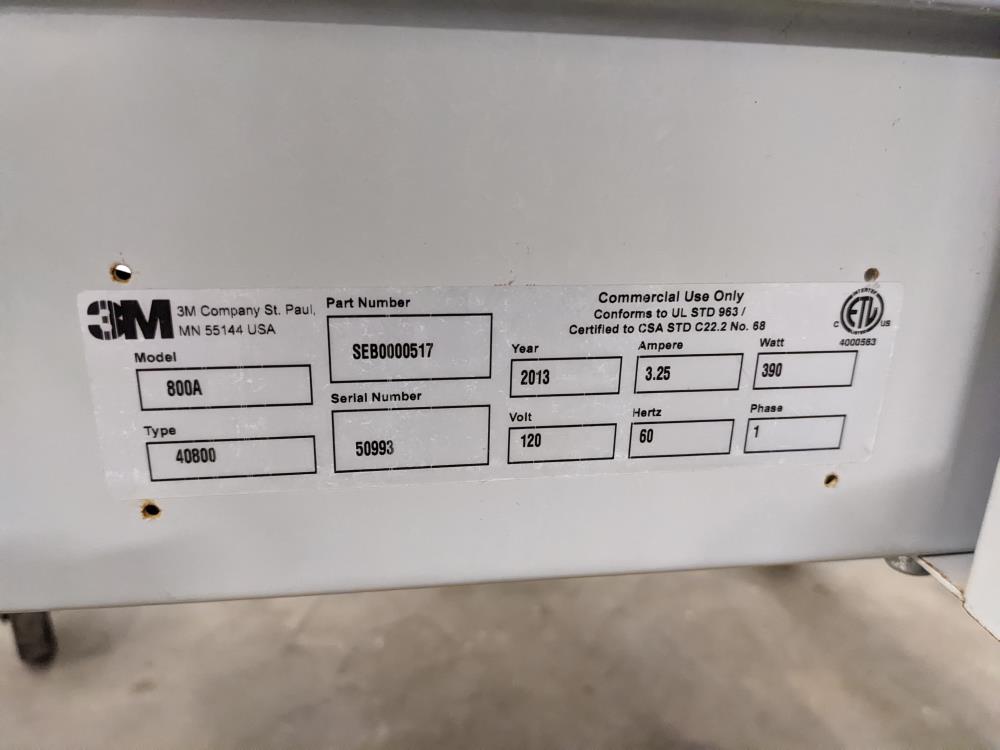 3M 3M Company St. Paul,
MN 55144 USA
Model
800A
Type
40800
Part Number
SEB0000517
Serial Number
50993
Commercial Use Only
Conforms to UL STD 963 /
Certified to CSA STD C22.2 No. 68
Year
2013
Ampere
3.25
Watt
390
Volt
120
Hertz
60
Phase
1
INTERTEK
C ETL US
4000563